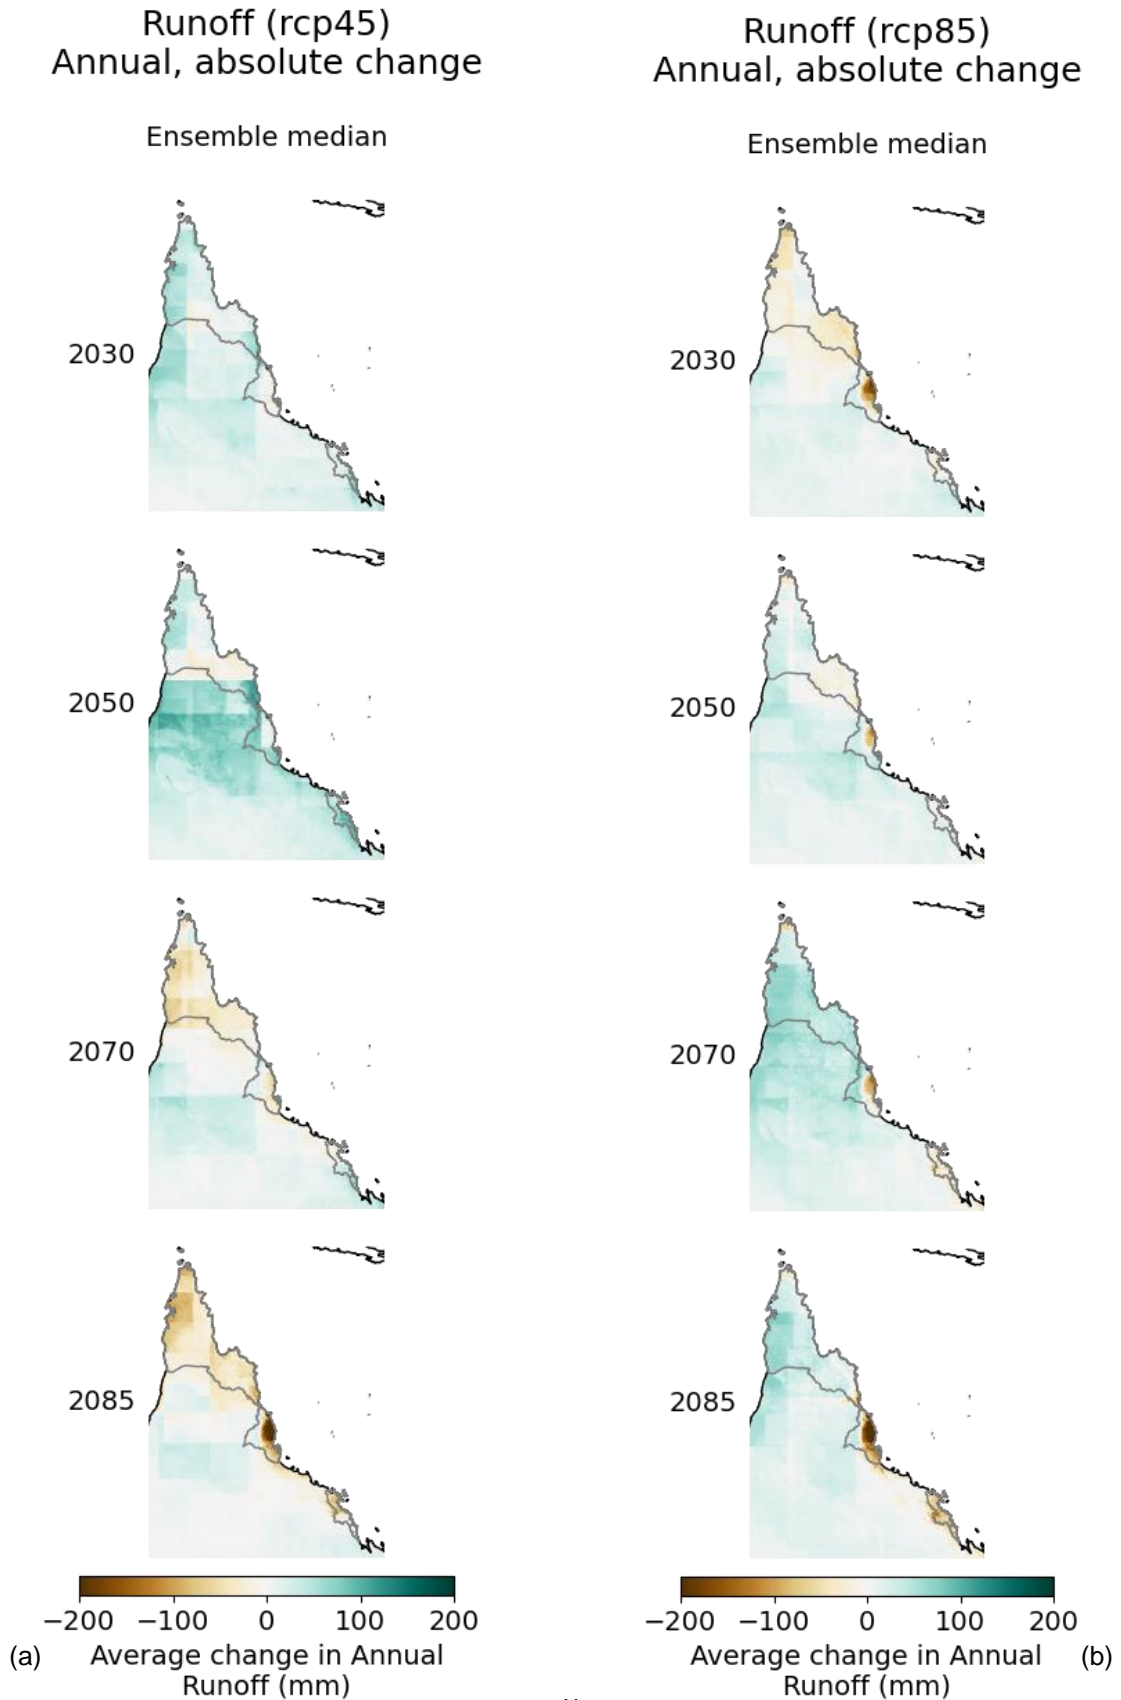 Runoff (rcp45)
Annual, absolute change
Ensemble median
2030
2050
2070
2085
−200 −100 0 100 200
Average change in Annual
Runoff (mm)
(a)
Runoff (rcp85)
Annual, absolute change
Ensemble median
2030
2050
2070
2085
−200 −100 0 100 200
Average change in Annual
Runoff (mm)
(b)